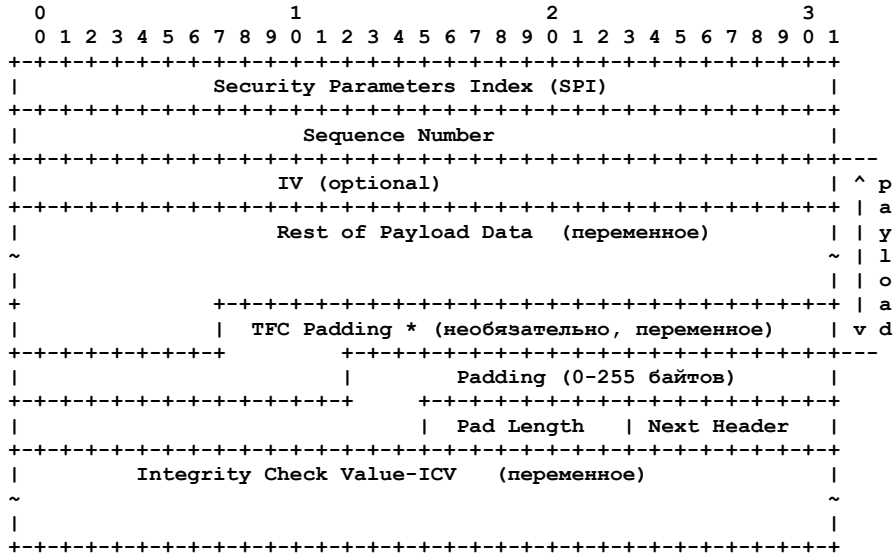 0                   1                   2                   3
0 1 2 3 4 5 6 7 8 9 0 1 2 3 4 5 6 7 8 9 0 1 2 3 4 5 6 7 8 9 0 1
Security Parameters Index (SPI)
Sequence Number
IV (optional)
Rest of Payload Data (переменное)
TFC Padding * (необязательно, переменное)
Padding (0-255 байтов)
Pad Length | Next Header
Integrity Check Value-ICV (переменное)
payload